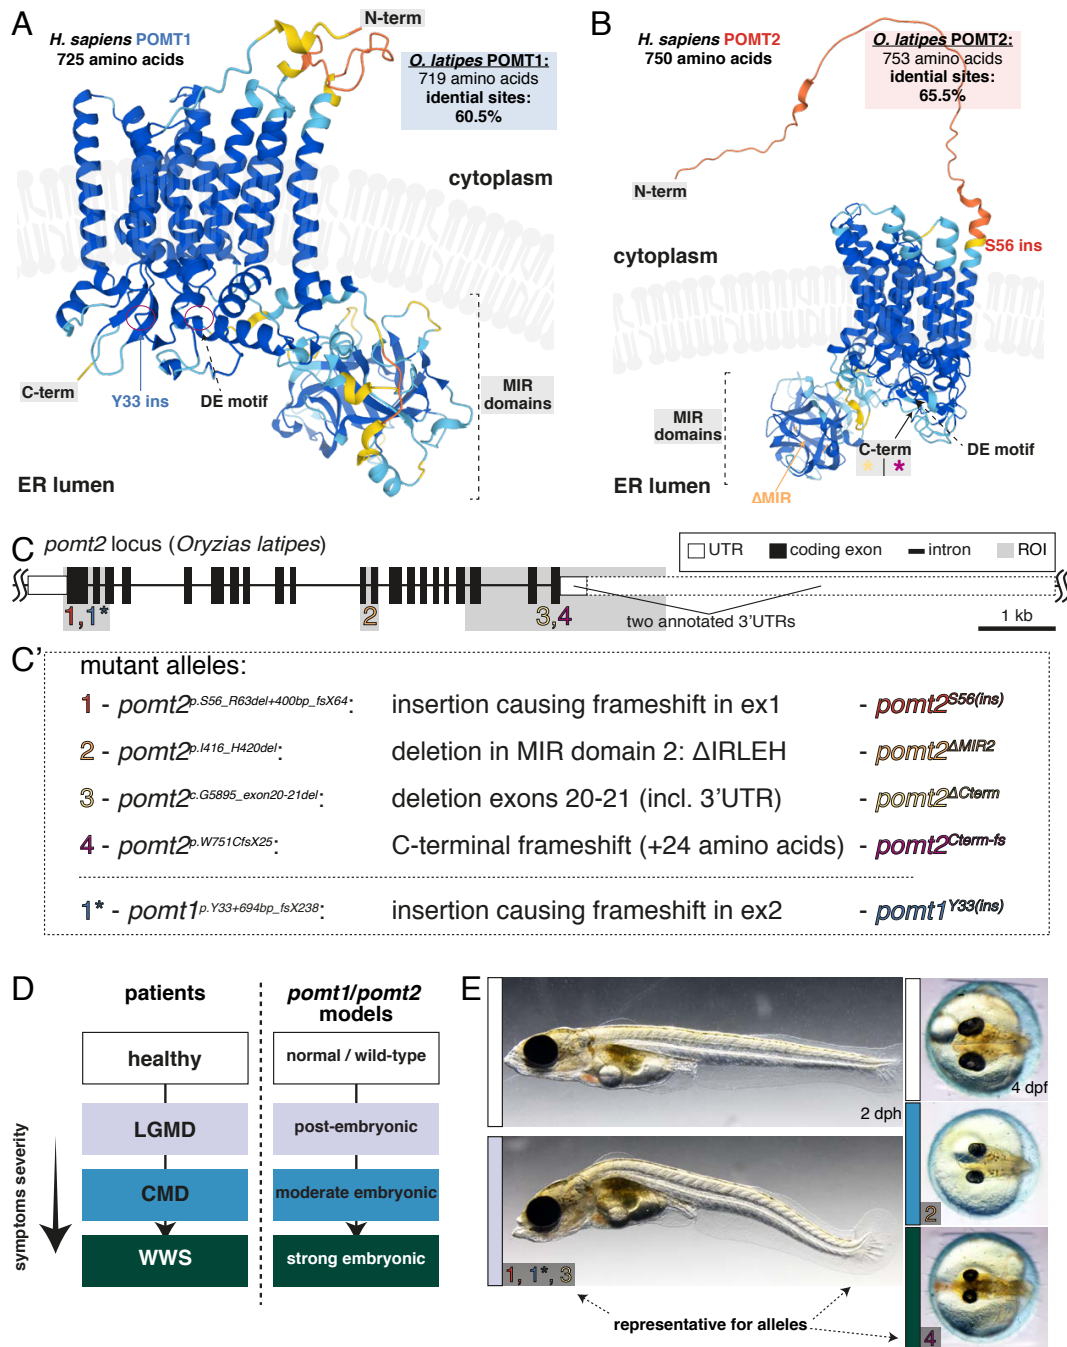 A
H. sapiens POMT1
725 amino acids
N-term
O. latipes POMT1:
719 amino acids
idential sites:
60.5%
cytoplasm
C-term
Y33 ins
DE motif
MIR
domains
ER lumen
B
H. sapiens POMT2
750 amino acids
O. latipes POMT2:
753 amino acids
idential sites:
65.5%
N-term
cytoplasm
S56 ins
MIR
domains
C-term
* | *
DE motif
ER lumen
ΔMIR
C pomt2 locus (Oryzias latipes)
UTR coding exon intron ROI
1,1* 2 3,4
two annotated 3'UTRs
1 kb
C'
mutant alleles:
1 - pomt2p.S56_R63del+400bp_fsX64: insertion causing frameshift in ex1 - pomt2S56(ins)
2 - pomt2p.I416_H420del: deletion in MIR domain 2: ΔIRLEH - pomt2ΔMIR2
3 - pomt2c.G5895_exon20-21del: deletion exons 20-21 (incl. 3'UTR) - pomt2ΔCterm
4 - pomt2p.W751CfsX25: C-terminal frameshift (+24 amino acids) - pomt2Cterm-fs
1* - pomt1p.Y33+694bp_fsX238: insertion causing frameshift in ex2 - pomt1Y33(ins)
D
patients
pomt1/pomt2
models
healthy
normal / wild-type
LGMD
post-embryonic
CMD
moderate embryonic
WWS
strong embryonic
symptoms severity
E
2 dph
4 dpf
1, 1*, 3
2
4
representative for alleles